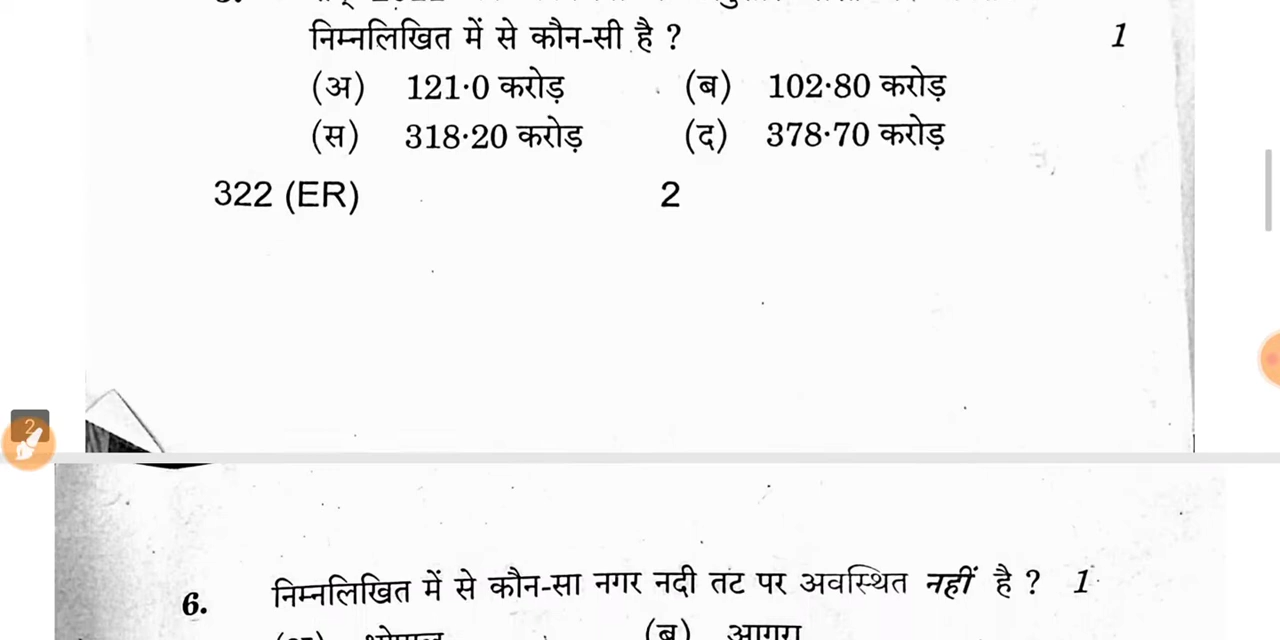 निम्नलिखित में से कौन-सी है ? 1
(अ) 121·0 करोड़ (ब) 102·80 करोड़
(स) 318·20 करोड़ (द) 378·70 करोड़
322 (ER) 2
2
6. निम्नलिखित में से कौन-सा नगर नदी तट पर अवस्थित नहीं है ? 1
(ब) आगरा